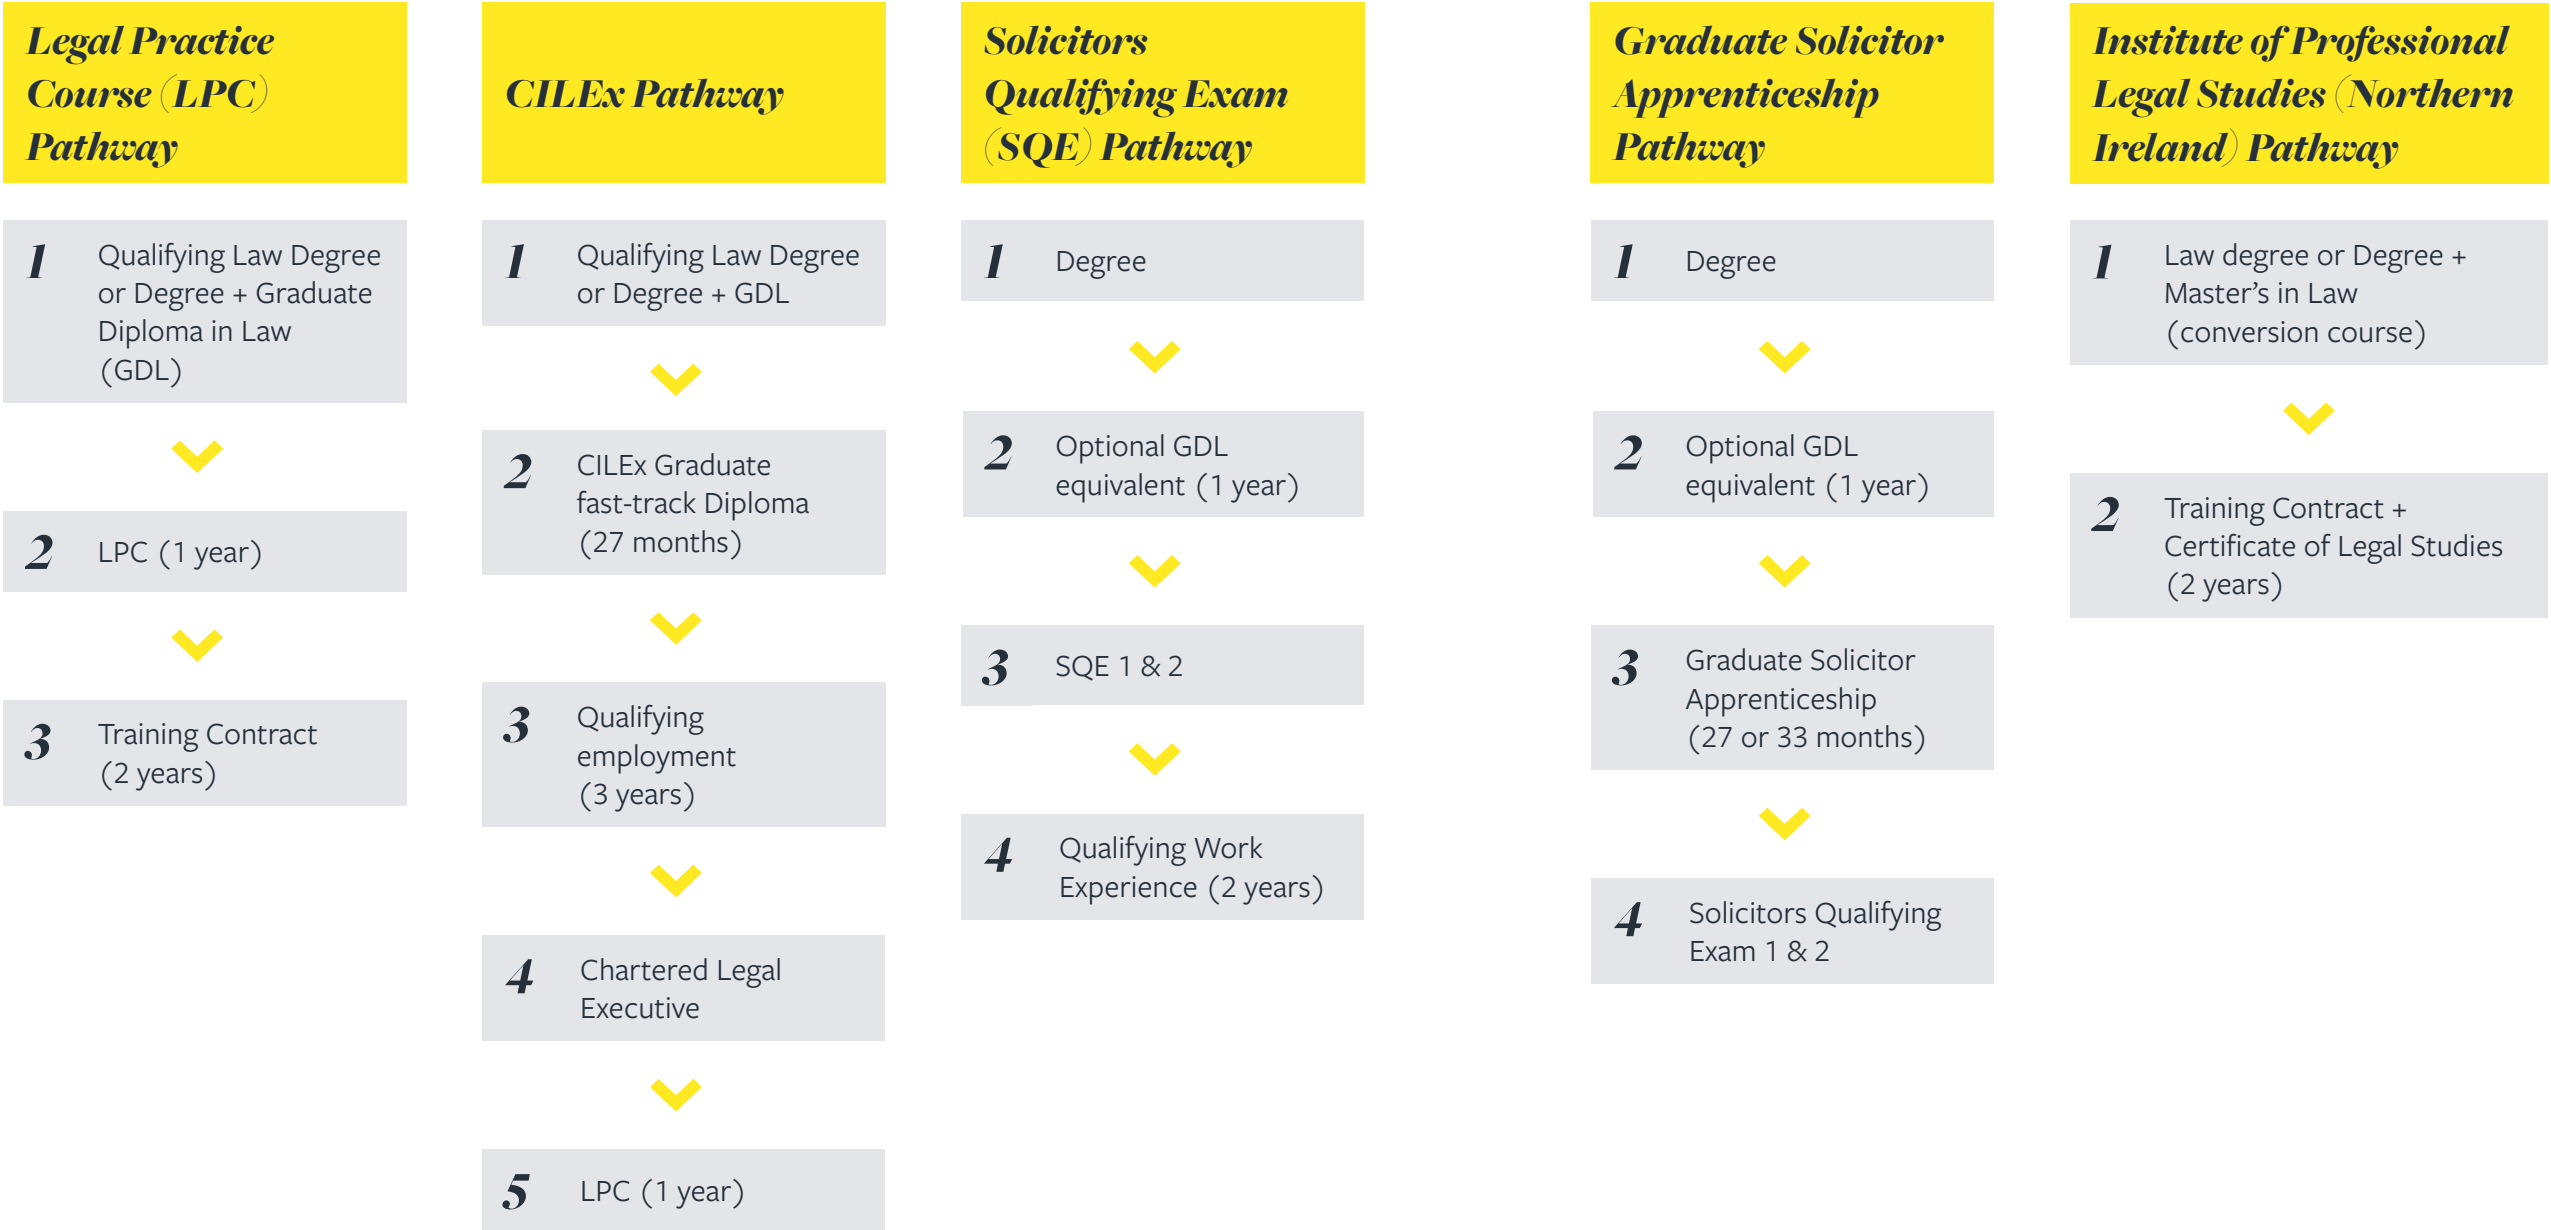 Legal Practice
Course (LPC)
Pathway
1
Qualifying Law Degree
or Degree + Graduate
Diploma in Law
(GDL)
2
LPC (1 year)
3
Training Contract
(2 years)
CILEx Pathway
1
Qualifying Law Degree
or Degree + GDL
2
CILEx Graduate
fast-track Diploma
(27 months)
3
Qualifying
employment
(3 years)
4
Chartered Legal
Executive
5
LPC (1 year)
Solicitors
Qualifying Exam
(SQE) Pathway
1
Degree
2
Optional GDL
equivalent (1 year)
3
SQE 1 & 2
4
Qualifying Work
Experience (2 years)
Graduate Solicitor
Apprenticeship
Pathway
1
Degree
2
Optional GDL
equivalent (1 year)
3
Graduate Solicitor
Apprenticeship
(27 or 33 months)
4
Solicitors Qualifying
Exam 1 & 2
Institute of Professional
Legal Studies (Northern
Ireland) Pathway
1
Law degree or Degree +
Master’s in Law
(conversion course)
2
Training Contract +
Certificate of Legal Studies
(2 years)